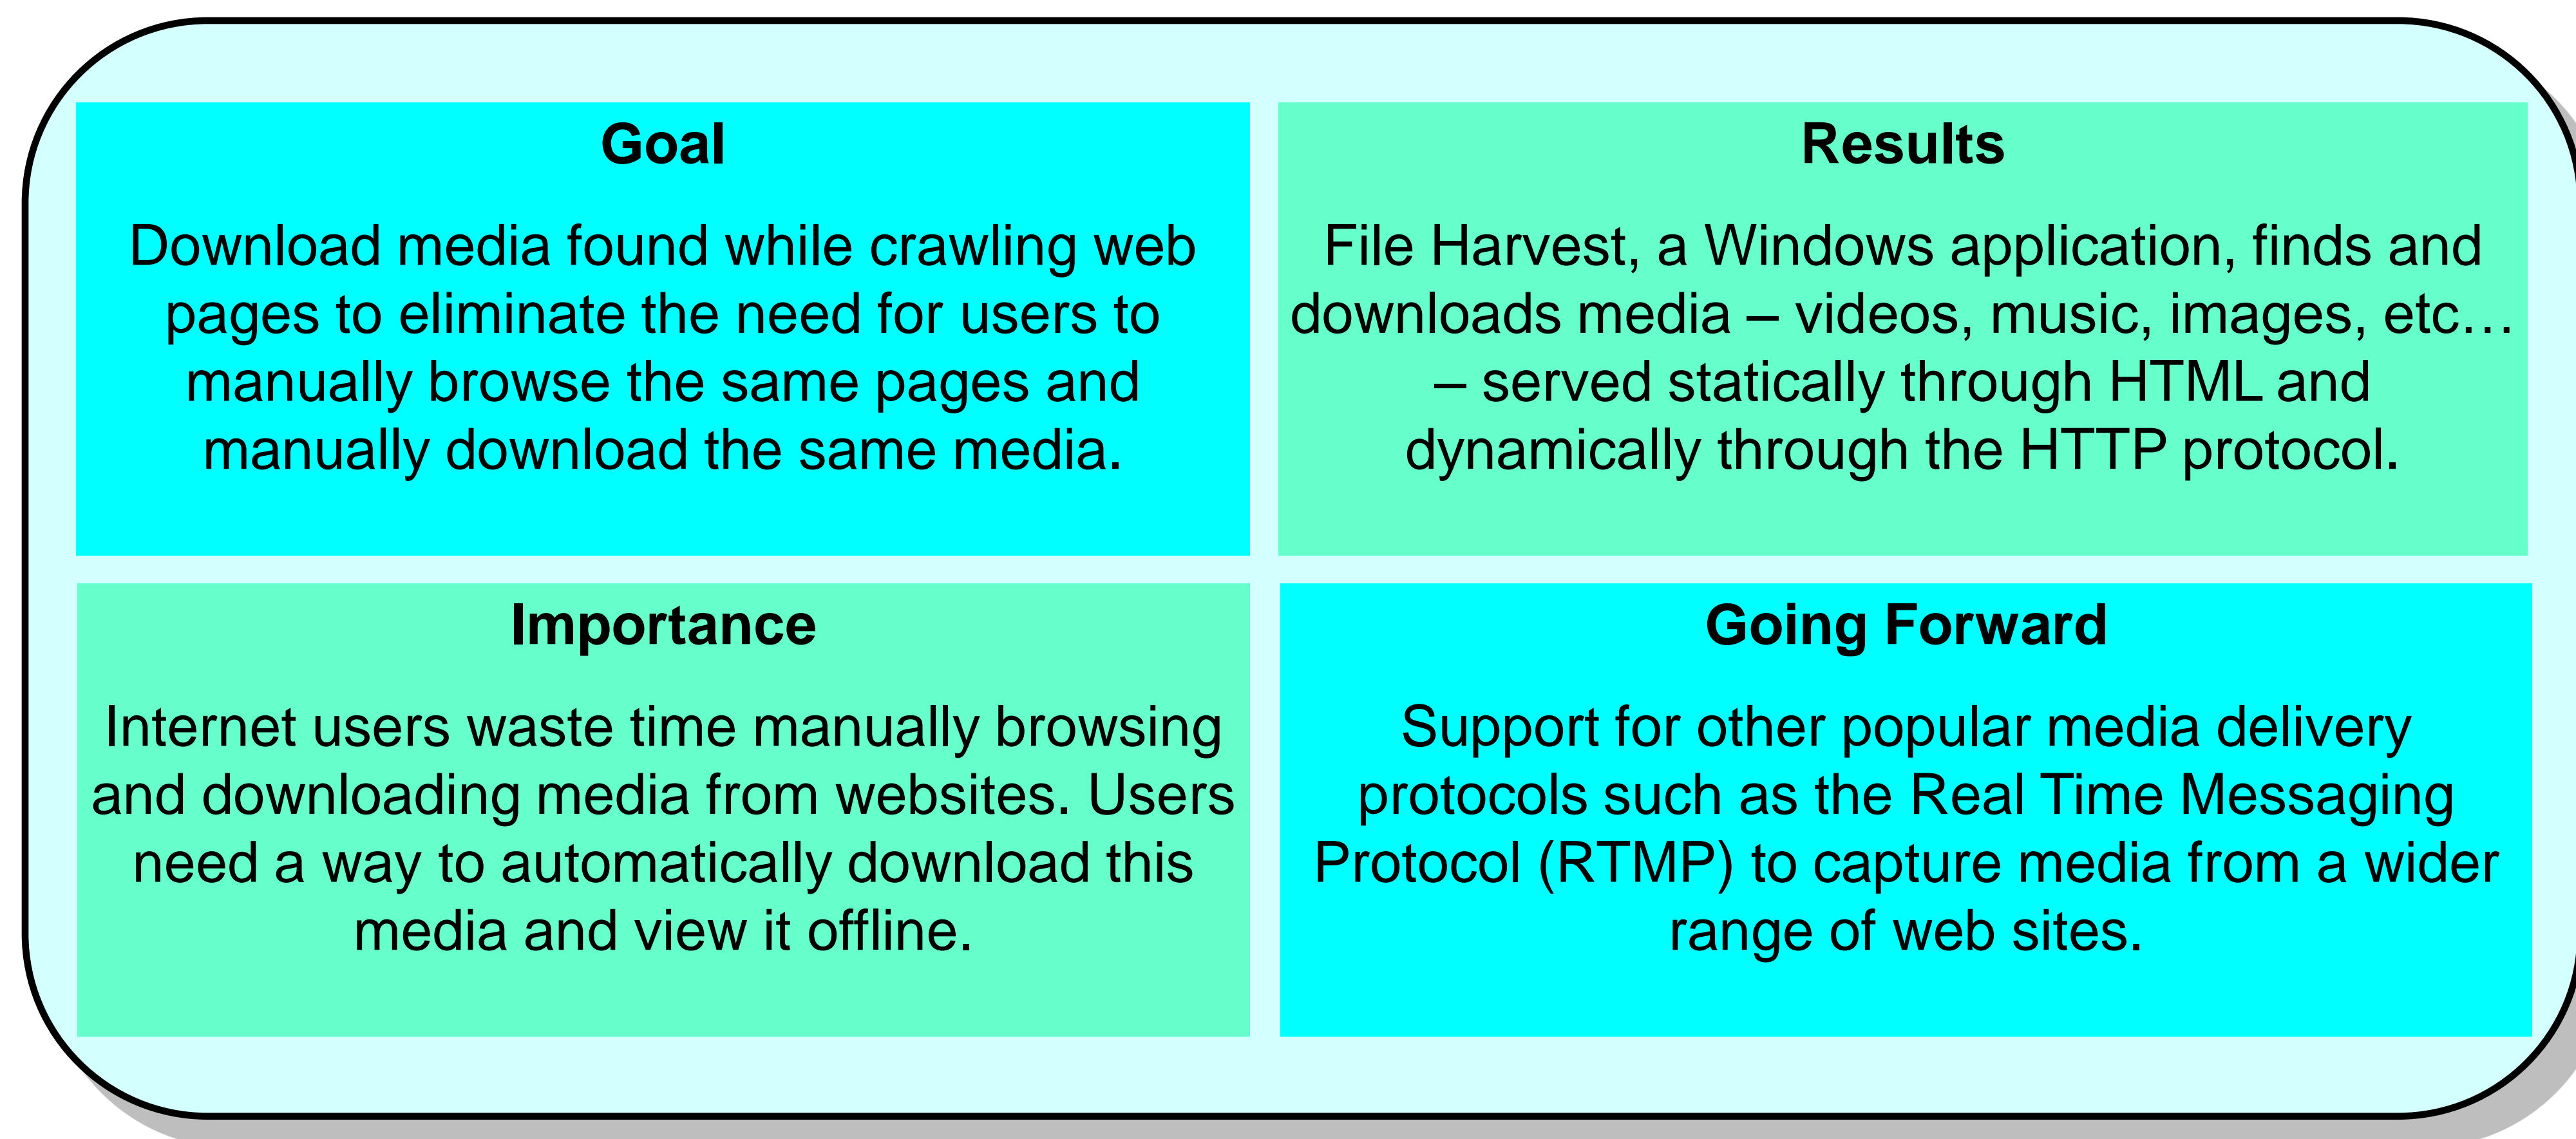 Goal
Download media found while crawling web
pages to eliminate the need for users to
manually browse the same pages and
manually download the same media.
Results
File Harvest, a Windows application, finds and
downloads media – videos, music, images, etc…
– served statically through HTML and
dynamically through the HTTP protocol.
Importance
Internet users waste time manually browsing
and downloading media from websites. Users
need a way to automatically download this
media and view it offline.
Going Forward
Support for other popular media delivery
protocols such as the Real Time Messaging
Protocol (RTMP) to capture media from a wider
range of web sites.